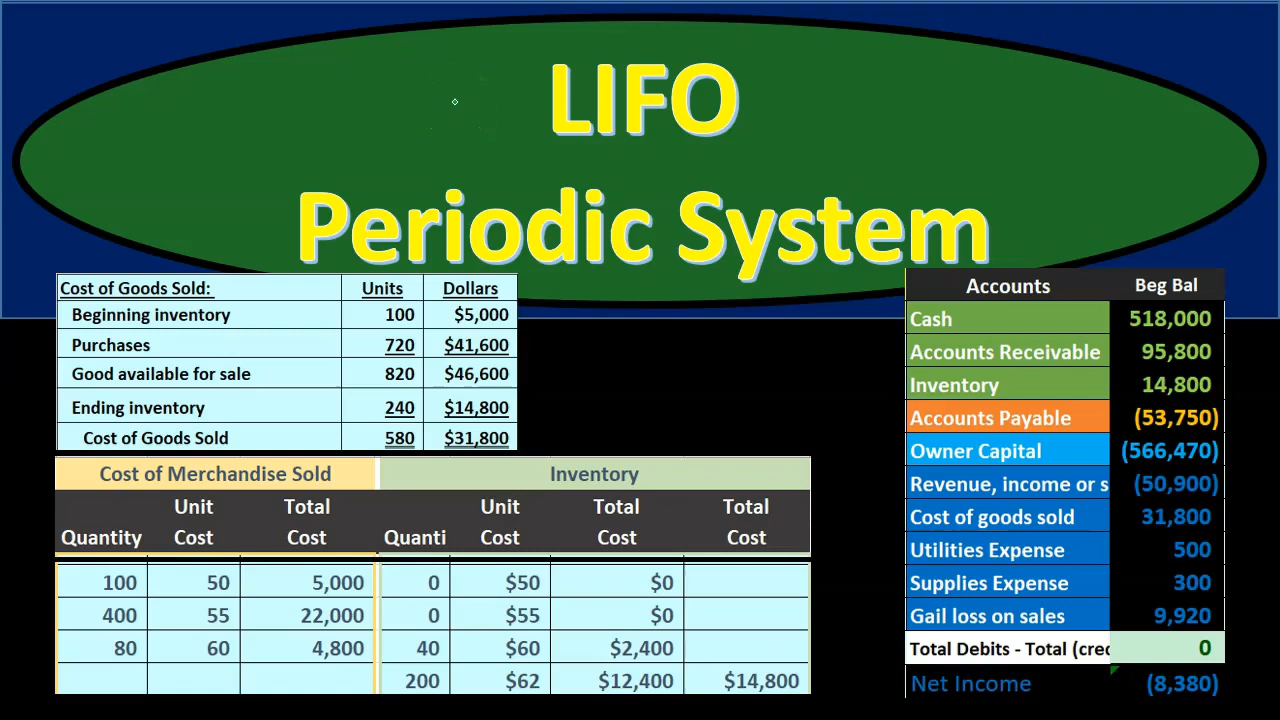 LIFO
Periodic System
Cost of Goods Sold: Units Dollars
Beginning inventory 100 $5,000
Purchases 720 $41,600
Good available for sale 820 $46,600
Ending inventory 240 $14,800
Cost of Goods Sold 580 $31,800
Cost of Merchandise Sold Inventory
Unit Total Unit Total Total
Quantity Cost Cost Quanti Cost Cost Cost
100 50 5,000 0 $50 $0
400 55 22,000 0 $55 $0
80 60 4,800 40 $60 $2,400
200 $62 $12,400 $14,800
Accounts Beg Bal
Cash 518,000
Accounts Receivable 95,800
Inventory 14,800
Accounts Payable (53,750)
Owner Capital (566,470)
Revenue, income or s (50,900)
Cost of goods sold 31,800
Utilities Expense 500
Supplies Expense 300
Gail loss on sales 9,920
Total Debits - Total (cred 0
Net Income (8,380)